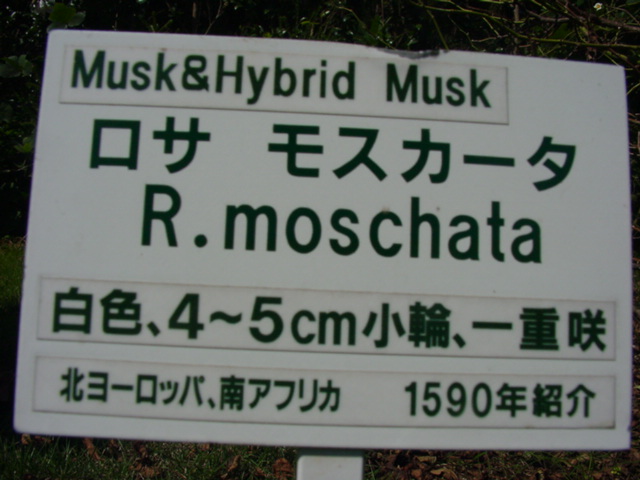 Musk&Hybrid Musk
ロサ モスカータ
R.moschata
白色、4～5cm小輪、一重咲
北ヨーロッパ、南アフリカ 1590年紹介